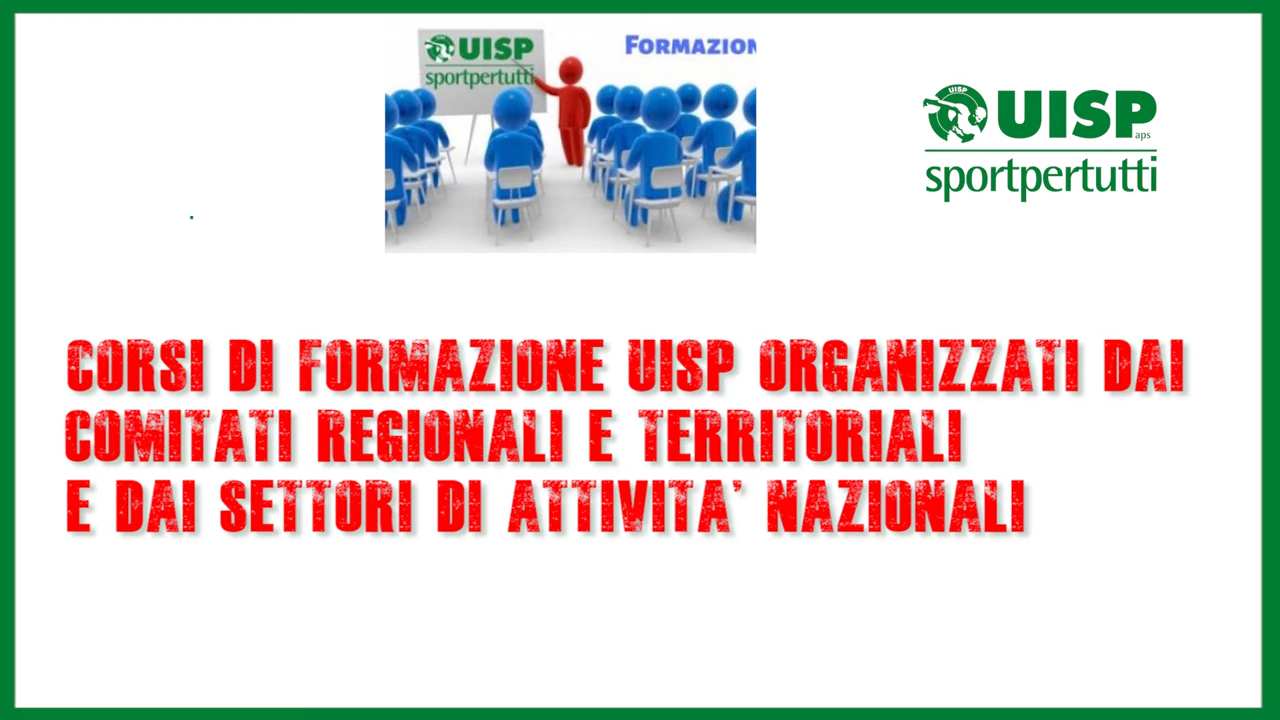 UISP
sportpertutti
FORMAZION
UISP
UISP
aps
sportpertutti
CORSI DI FORMAZIONE UISP ORGANIZZATI DAI
COMITATI REGIONALI E TERRITORIALI
E DAI SETTORI DI ATTIVITA' NAZIONALI